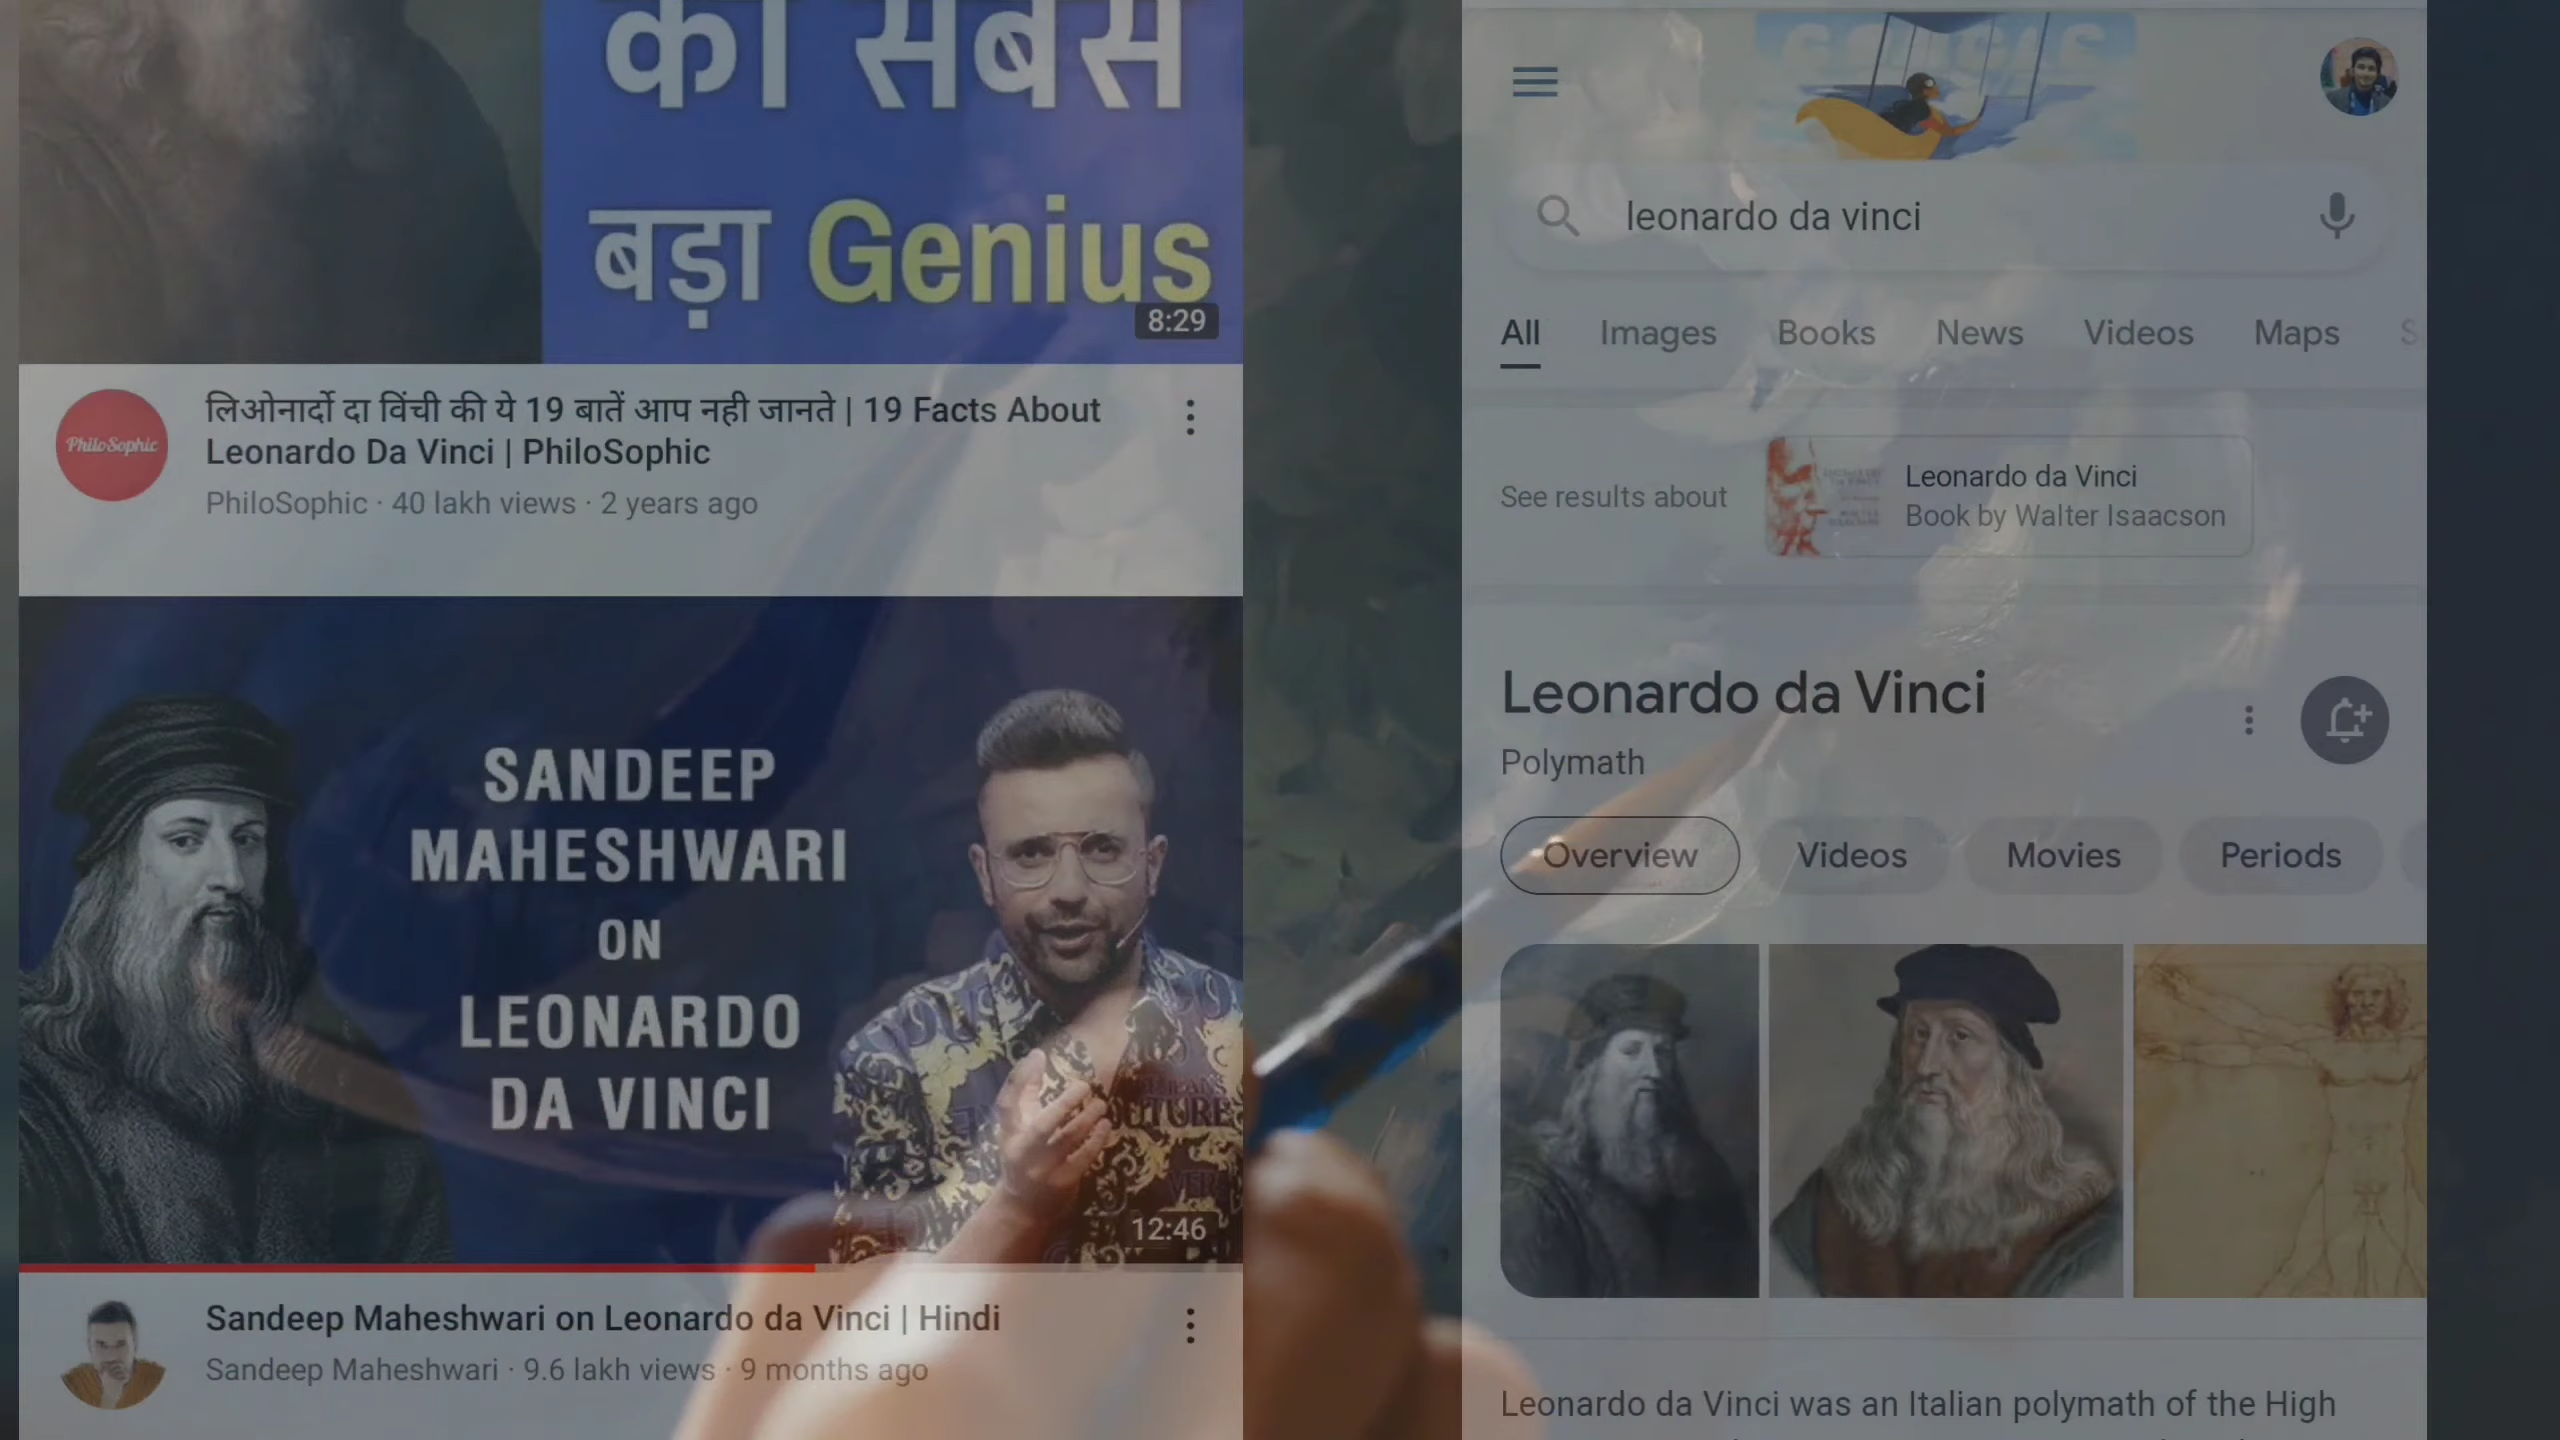 को सबसे
बड़ा Genius
8:29
PhiloSophic
लिओनार्दो दा विंची की ये 19 बातें आप नही जानते | 19 Facts About
Leonardo Da Vinci | PhiloSophic
PhiloSophic · 40 lakh views · 2 years ago
SANDEEP
MAHESHWARI
ON
LEONARDO
DA VINCI
12:46
Sandeep Maheshwari on Leonardo da Vinci | Hindi
Sandeep Maheshwari · 9.6 lakh views · 9 months ago
leonardo da vinci
All Images Books News Videos Maps
See results about
Leonardo da Vinci
Book by Walter Isaacson
Leonardo da Vinci
Polymath
Overview Videos Movies Periods
Leonardo da Vinci was an Italian polymath of the High